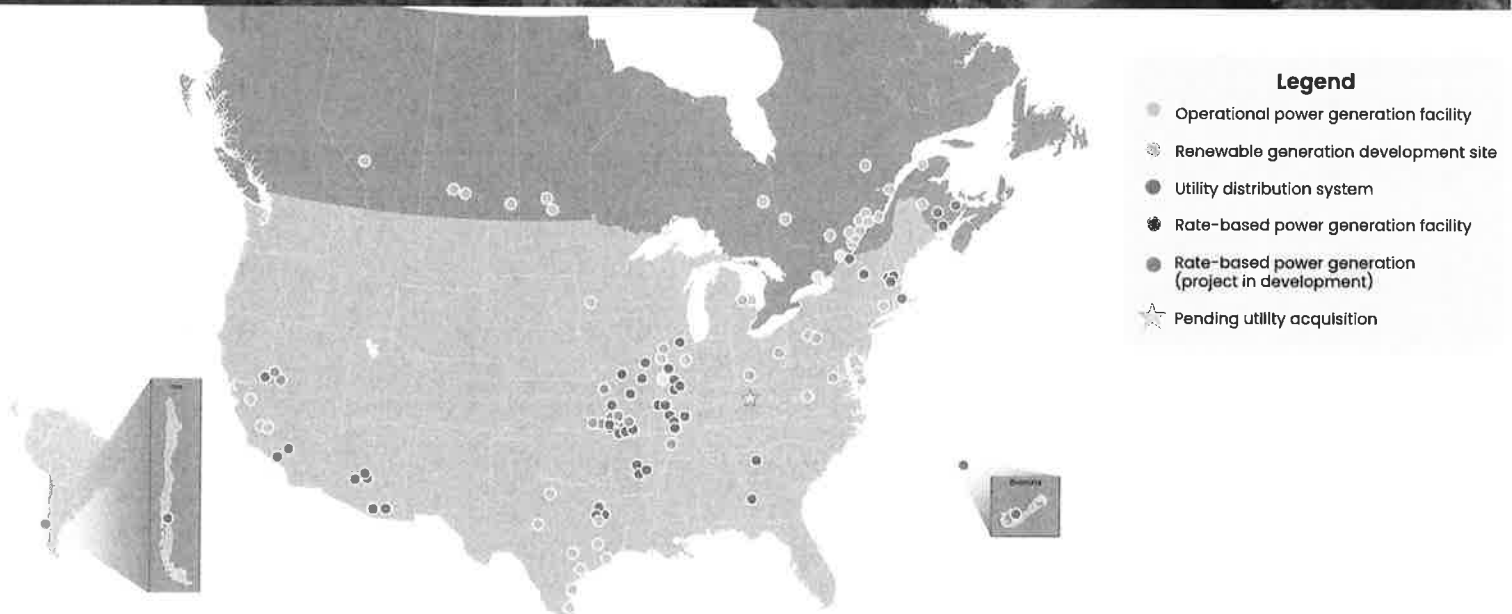 Legend
Operational power generation facility
Renewable generation development site
Utility distribution system
Rate-based power generation facility
Rate-based power generation
(project in development)
Pending utility acquisition
Bermuda